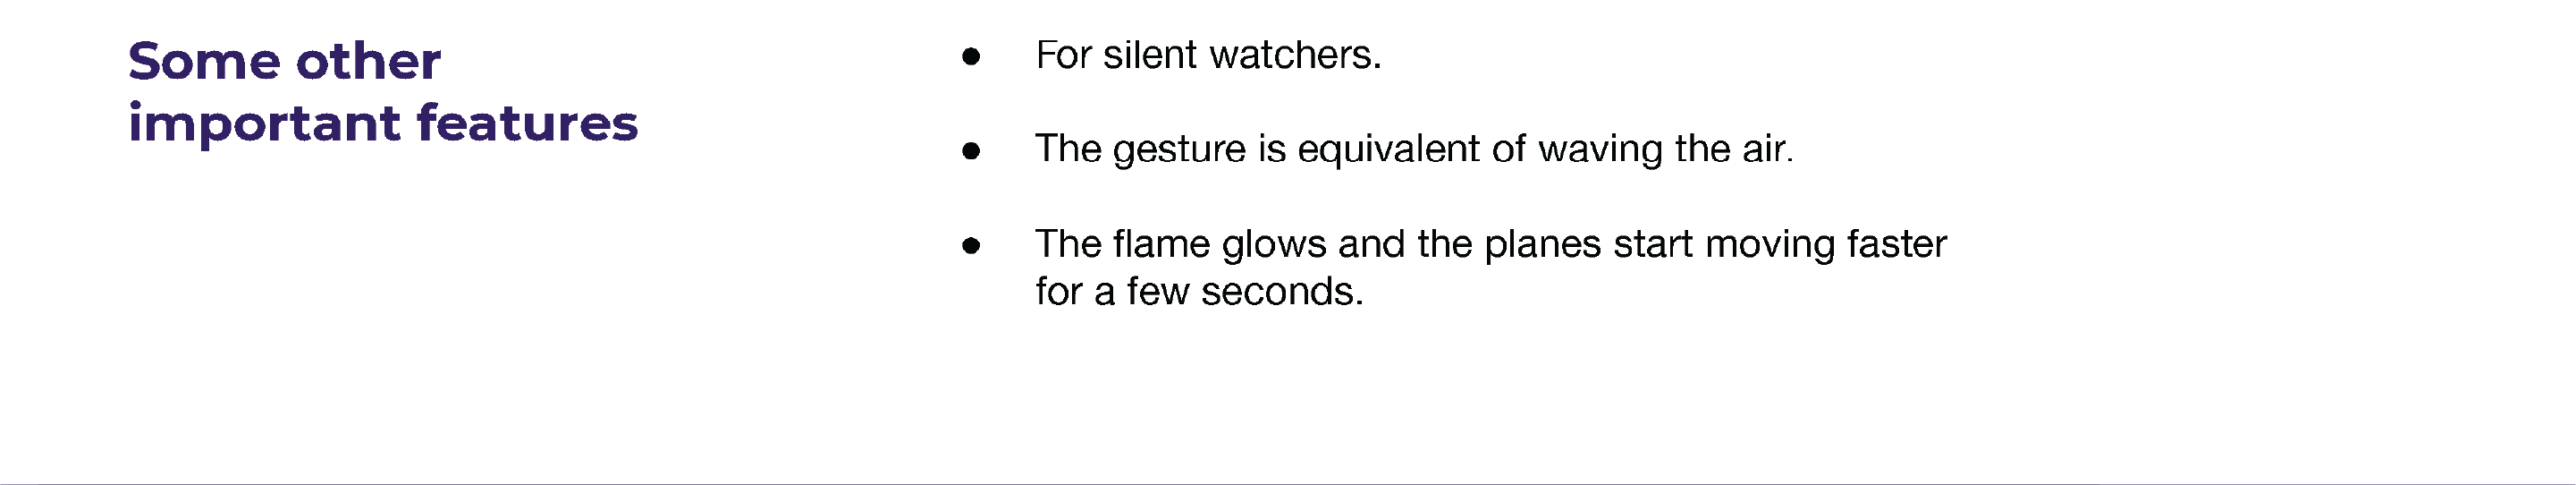 Some other
important features
● For silent watchers.
● The gesture is equivalent of waving the air.
● The flame glows and the planes start moving faster
for a few seconds.